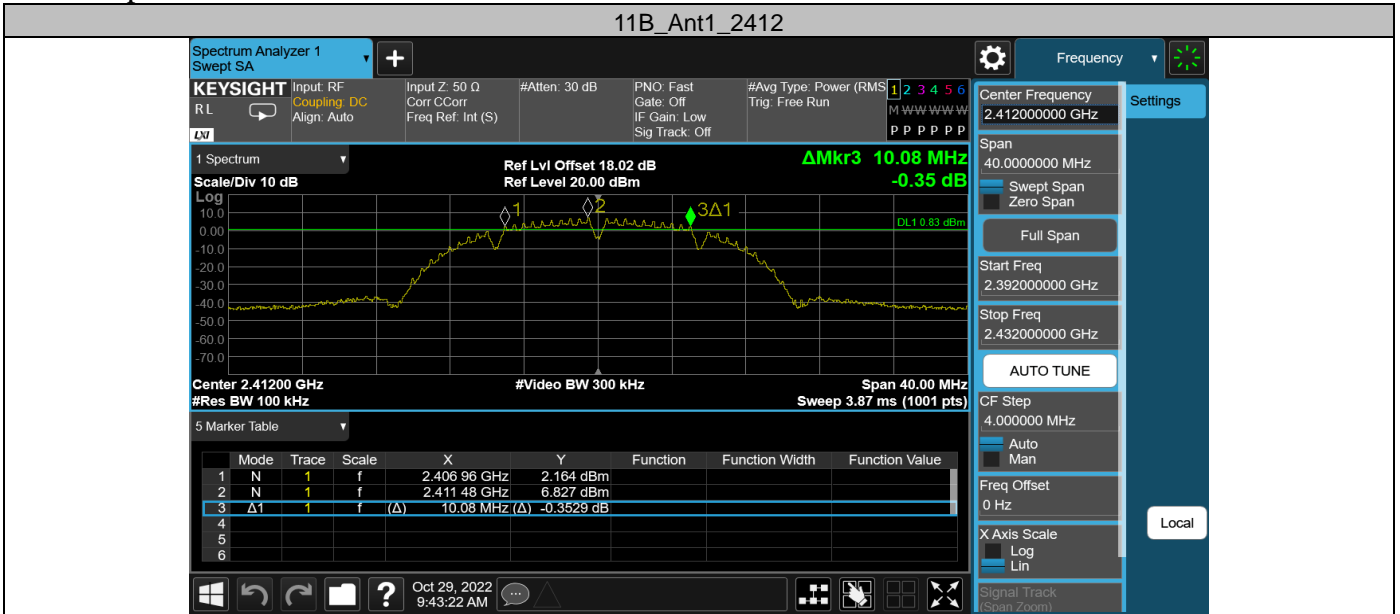 11B_Ant1_2412
Spectrum Analyzer 1
Swept SA
+
Frequency
KEYSIGHT
RL
LXI
Input: RF
Coupling: DC
Align: Auto
Input Z: 50 Ω
Corr CCorr
Freq Ref: Int (S)
#Atten: 30 dB
PNO: Fast
Gate: Off
IF Gain: Low
Sig Track: Off
#Avg Type: Power (RMS
Trig: Free Run
1 2 3 4 5 6
M W W W W W
P P P P P P
1 Spectrum
Scale/Div 10 dB
Ref Lvl Offset 18.02 dB
Ref Level 20.00 dBm
ΔMkr3 10.08 MHz
-0.35 dB
Log
10.0
0.00
-10.0
-20.0
-30.0
-40.0
-50.0
-60.0
-70.0
1
2
3Δ1
DL1 0.83 dBm
Center 2.41200 GHz
#Res BW 100 kHz
#Video BW 300 kHz
Span 40.00 MHz
Sweep 3.87 ms (1001 pts)
5 Marker Table
Mode Trace Scale X Y Function Function Width Function Value
1 N 1 f 2.406 96 GHz 2.164 dBm
2 N 1 f 2.411 48 GHz 6.827 dBm
3 Δ1 1 f (Δ) 10.08 MHz (Δ) -0.3529 dB
4
5
6
?
Oct 29, 2022
9:43:22 AM
Center Frequency
2.412000000 GHz
Settings
Span
40.0000000 MHz
Swept Span
Zero Span
Full Span
Start Freq
2.392000000 GHz
Stop Freq
2.432000000 GHz
AUTO TUNE
CF Step
4.000000 MHz
Auto
Man
Freq Offset
0 Hz
X Axis Scale
Log
Lin
Local
Signal Track
(Span Zoom)